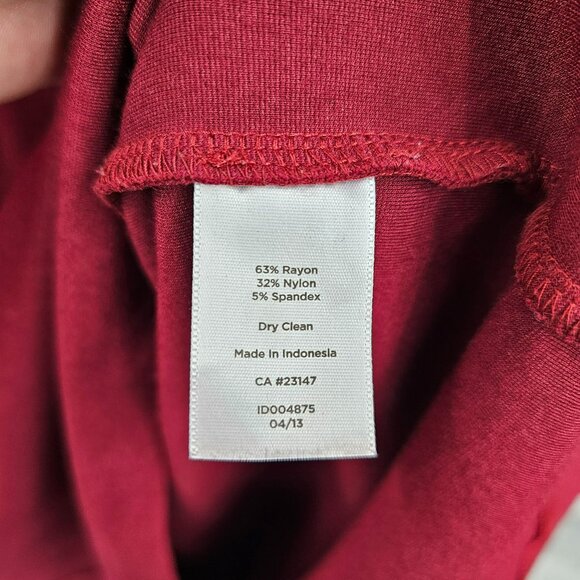 63% Rayon
32% Nylon
5% Spandex
Dry Clean
Made In Indonesia
CA #23147
ID004875
04/13